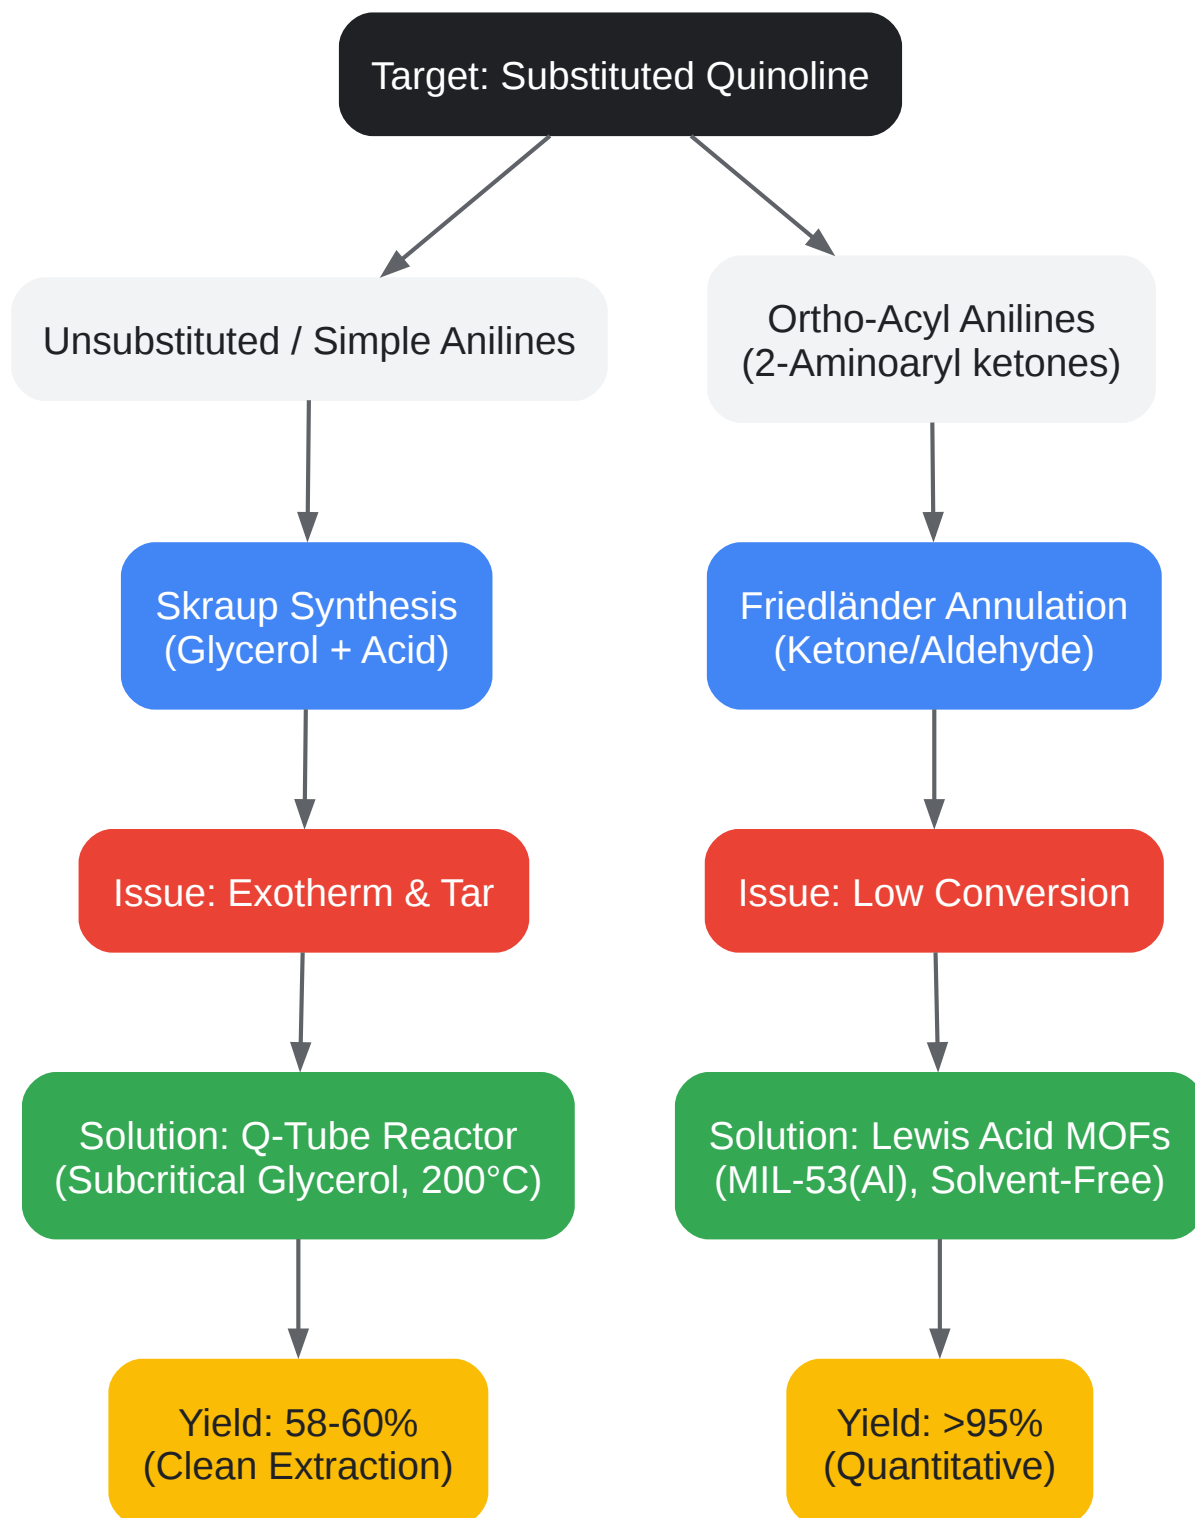 Target: Substituted Quinoline
Unsubstituted / Simple Anilines
Ortho-Acyl Anilines
(2-Aminoaryl ketones)
Skraup Synthesis
(Glycerol + Acid)
Friedländer Annulation
(Ketone/Aldehyde)
Issue: Exotherm & Tar
Issue: Low Conversion
Solution: Q-Tube Reactor
(Subcritical Glycerol, 200°C)
Solution: Lewis Acid MOFs
(MIL-53(Al), Solvent-Free)
Yield: 58-60%
(Clean Extraction)
Yield: >95%
(Quantitative)